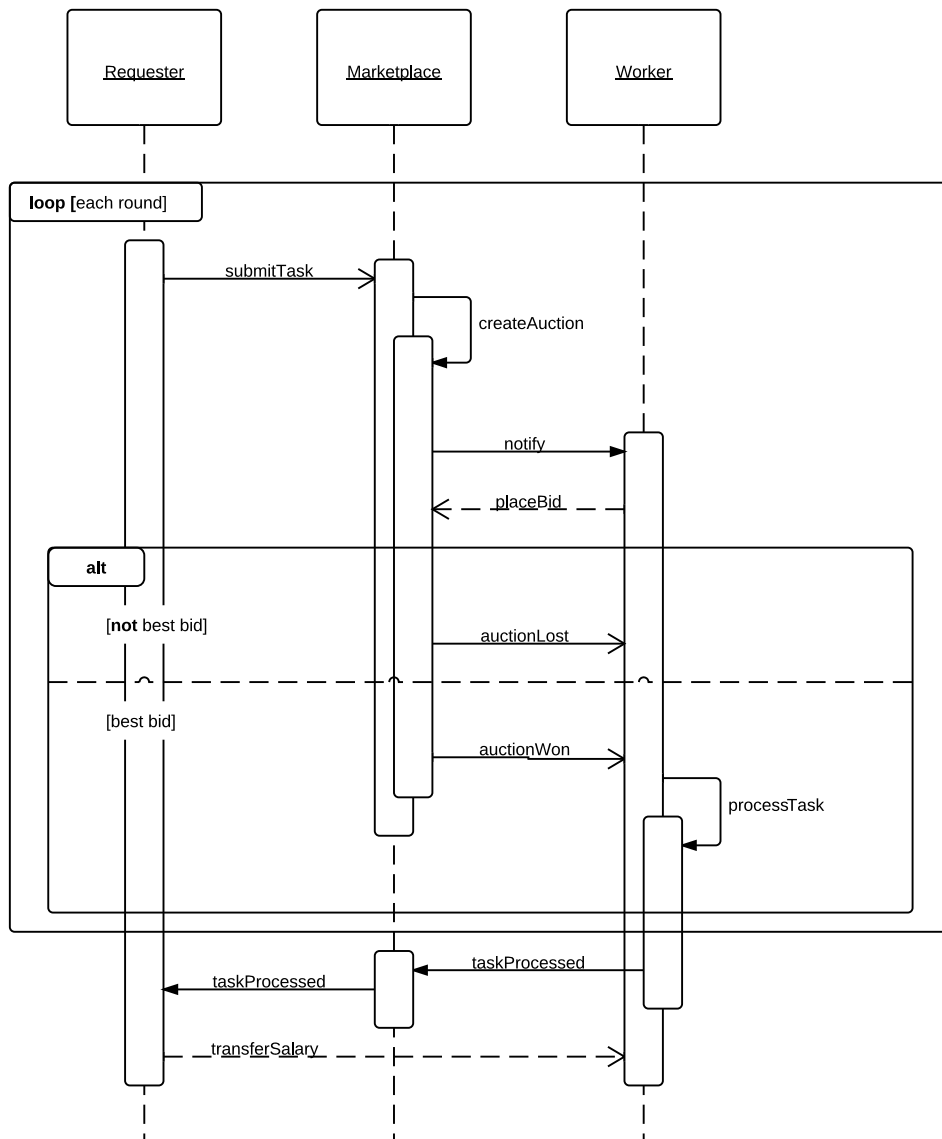 Requester
Marketplace
Worker
loop [each round]
submitTask
createAuction
notify
placeBid
alt
[not best bid]
auctionLost
[best bid]
auctionWon
processTask
taskProcessed
taskProcessed
transferSalary